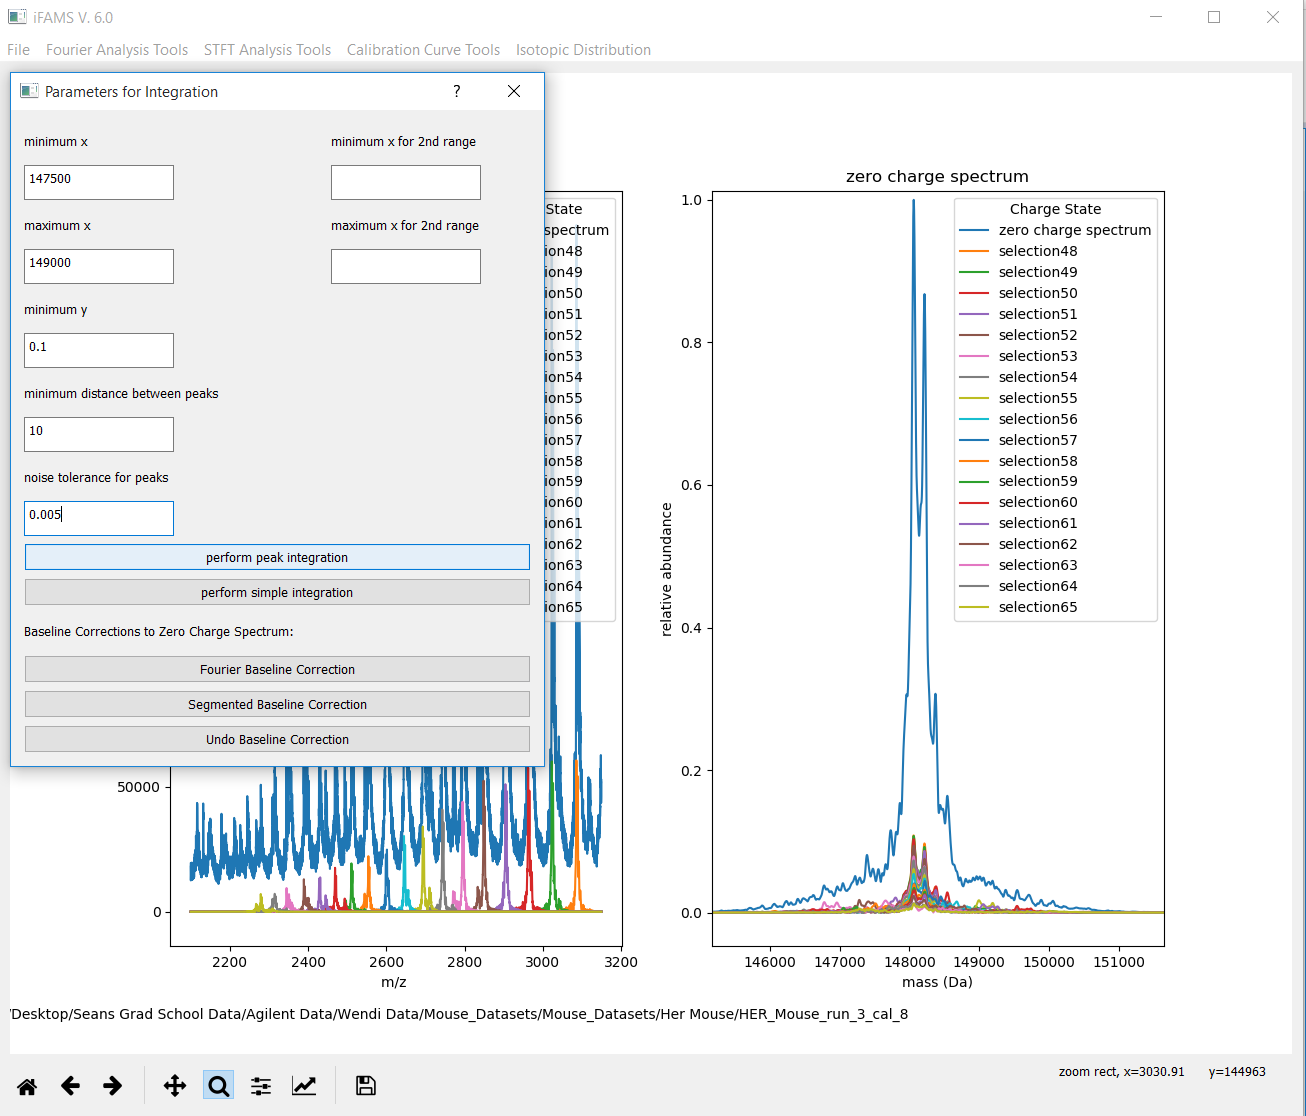 iFAMS V. 6.0
File Fourier Analysis Tools STFT Analysis Tools Calibration Curve Tools Isotopic Distribution
Parameters for Integration
?
minimum x
minimum x for 2nd range
147500
maximum x
maximum x for 2nd range
149000
minimum y
0.1
minimum distance between peaks
10
noise tolerance for peaks
0.005
perform peak integration
perform simple integration
Baseline Corrections to Zero Charge Spectrum:
Fourier Baseline Correction
Segmented Baseline Correction
Undo Baseline Correction
State
spectrum
ion48
ion49
ion50
ion51
ion52
ion53
ion54
ion55
ion56
ion57
ion58
ion59
ion60
ion61
ion62
ion63
ion64
ion65
50000
0
2200 2400 2600 2800 3000 3200
m/z
zero charge spectrum
Charge State
zero charge spectrum
selection48
selection49
selection50
selection51
selection52
selection53
selection54
selection55
selection56
selection57
selection58
selection59
selection60
selection61
selection62
selection63
selection64
selection65
1.0
0.8
0.6
0.4
0.2
0.0
relative abundance
146000 147000 148000 149000 150000 151000
mass (Da)
/Desktop/Seans Grad School Data/Agilent Data/Wendi Data/Mouse_Datasets/Mouse_Datasets/Her Mouse/HER_Mouse_run_3_cal_8
zoom rect, x=3030.91 y=144963